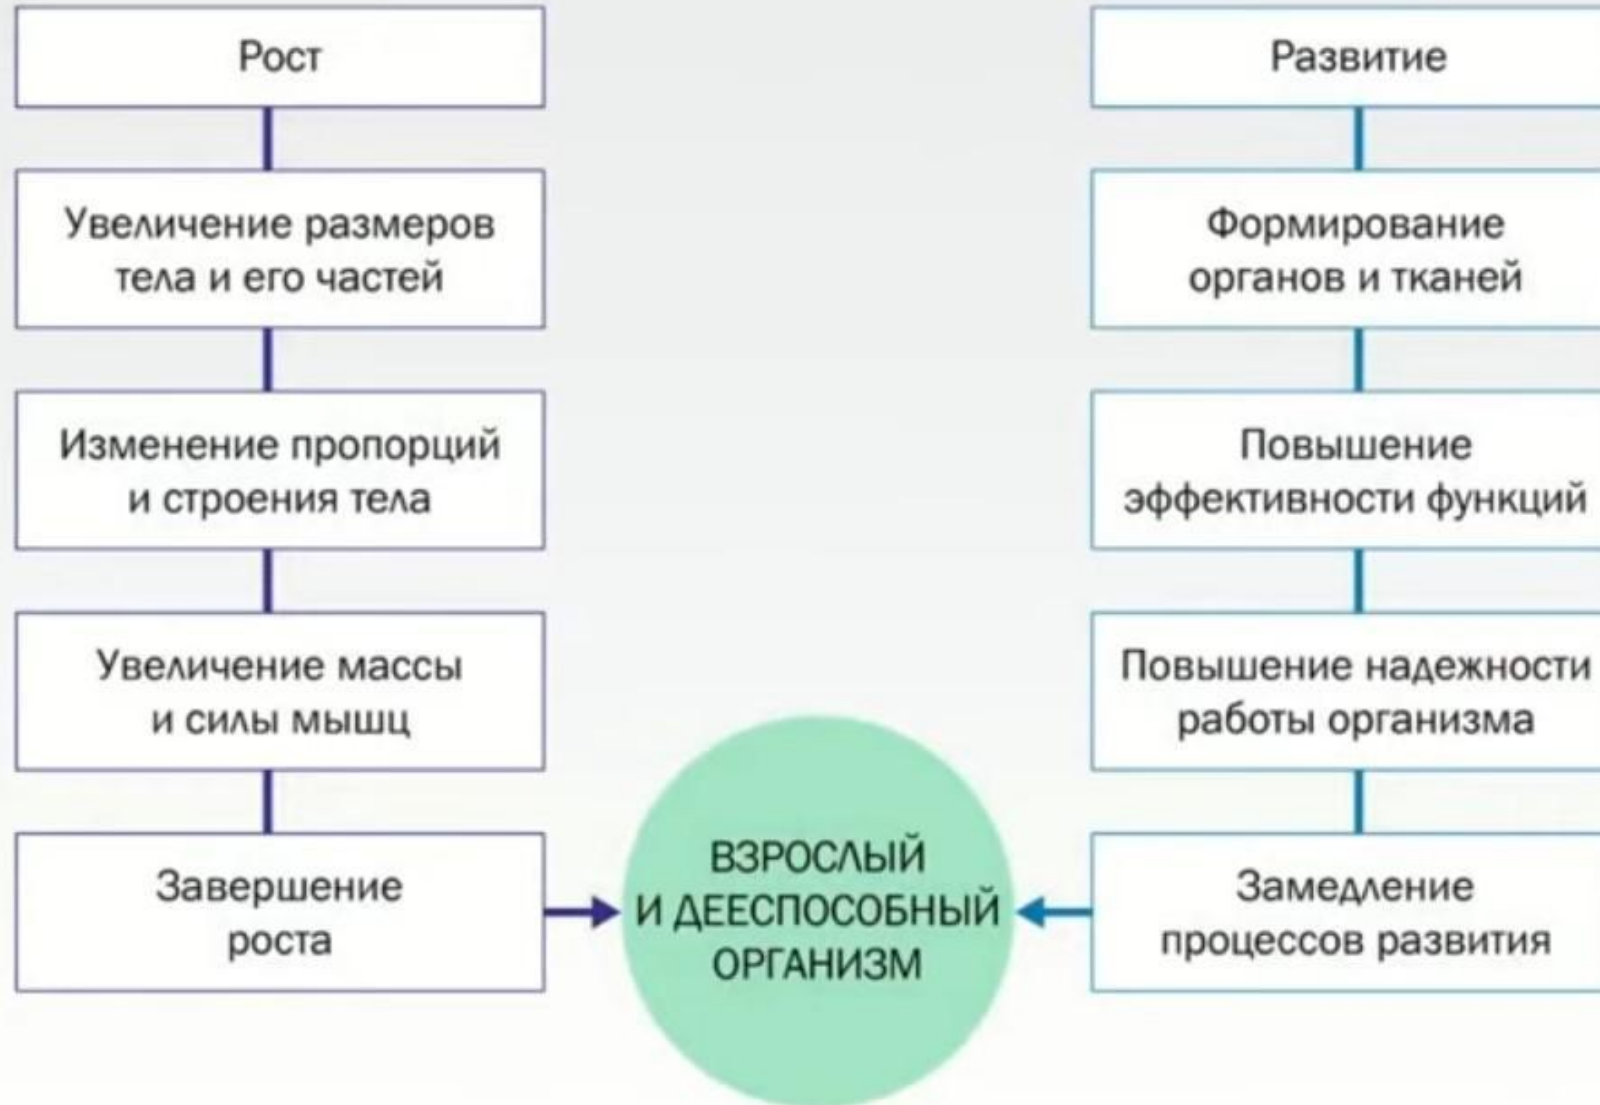 Рост
Увеличение размеров
тела и его частей
Изменение пропорций
и строения тела
Увеличение массы
и силы мышц
Завершение
роста
ВЗРОСЛЫЙ
И ДЕЕСПОСОБНЫЙ
ОРГАНИЗМ
Развитие
Формирование
органов и тканей
Повышение
эффективности функций
Повышение надежности
работы организма
Замедление
процессов развития